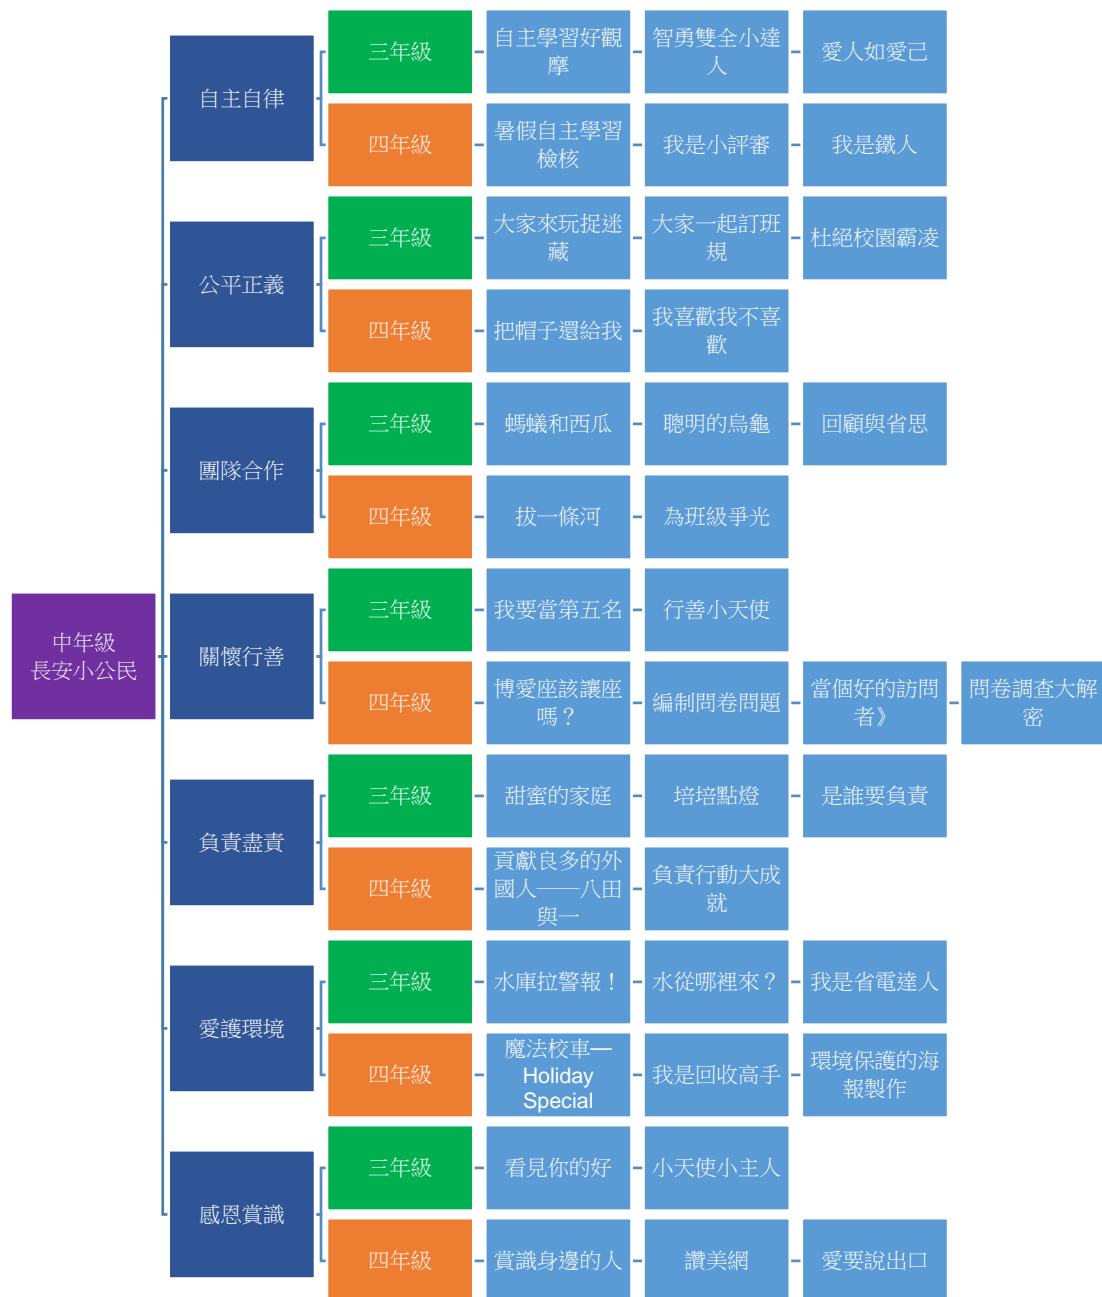 中年級
長安小公民
自主自律
三年級
自主學習好觀
摩
智勇雙全小達
人
愛人如愛己
四年級
暑假自主學習
檢核
我是小評審
我是鐵人
公平正義
三年級
大家來玩捉迷
藏
大家一起訂班
規
杜絕校園霸凌
四年級
把帽子還給我
我喜歡我不喜
歡
團隊合作
三年級
螞蟻和西瓜
聰明的烏龜
回顧與省思
四年級
拔一條河
為班級爭光
關懷行善
三年級
我要當第五名
行善小天使
四年級
博愛座該讓座
嗎？
編制問卷問題
當個好的訪問
者》
問卷調查大解
密
負責盡責
三年級
甜蜜的家庭
培培點燈
是誰要負責
四年級
貢獻良多的外
國人──八田
與一
負責行動大成
就
愛護環境
三年級
水庫拉警報！
水從哪裡來？
我是省電達人
四年級
魔法校車—
Holiday
Special
我是回收高手
環境保護的海
報製作
感恩賞識
三年級
看見你的好
小天使小主人
四年級
賞識身邊的人
讚美網
愛要說出口